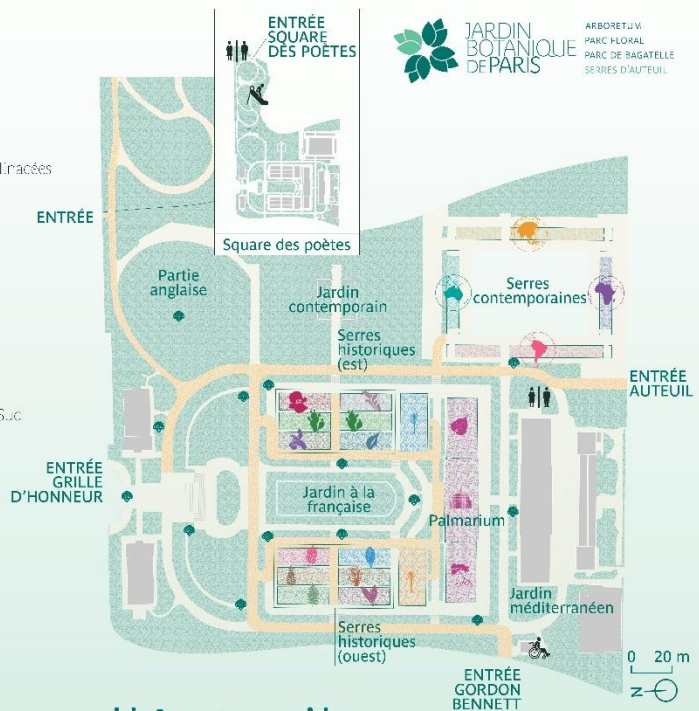 ENTRÉE
SQUARE
DES POÈTES
JARDIN
BOTANIQUE
DE PARIS
ARBORETUM
PARC FLORAL
PARC DE BAGATELLE
SERRES D'AUTEUIL
ENTRÉE
Square des poètes
Partie
anglaise
Jardin
contemporain
Serres
contemporaines
Serres
historiques
(est)
ENTRÉE
AUTEUIL
ENTRÉE
GRILLE
D'HONNEUR
Jardin à la
française
Palmarium
Jardin
méditerranéen
Serres
historiques
(ouest)
ENTRÉE
GORDON
BENNETT
0 20 m
N